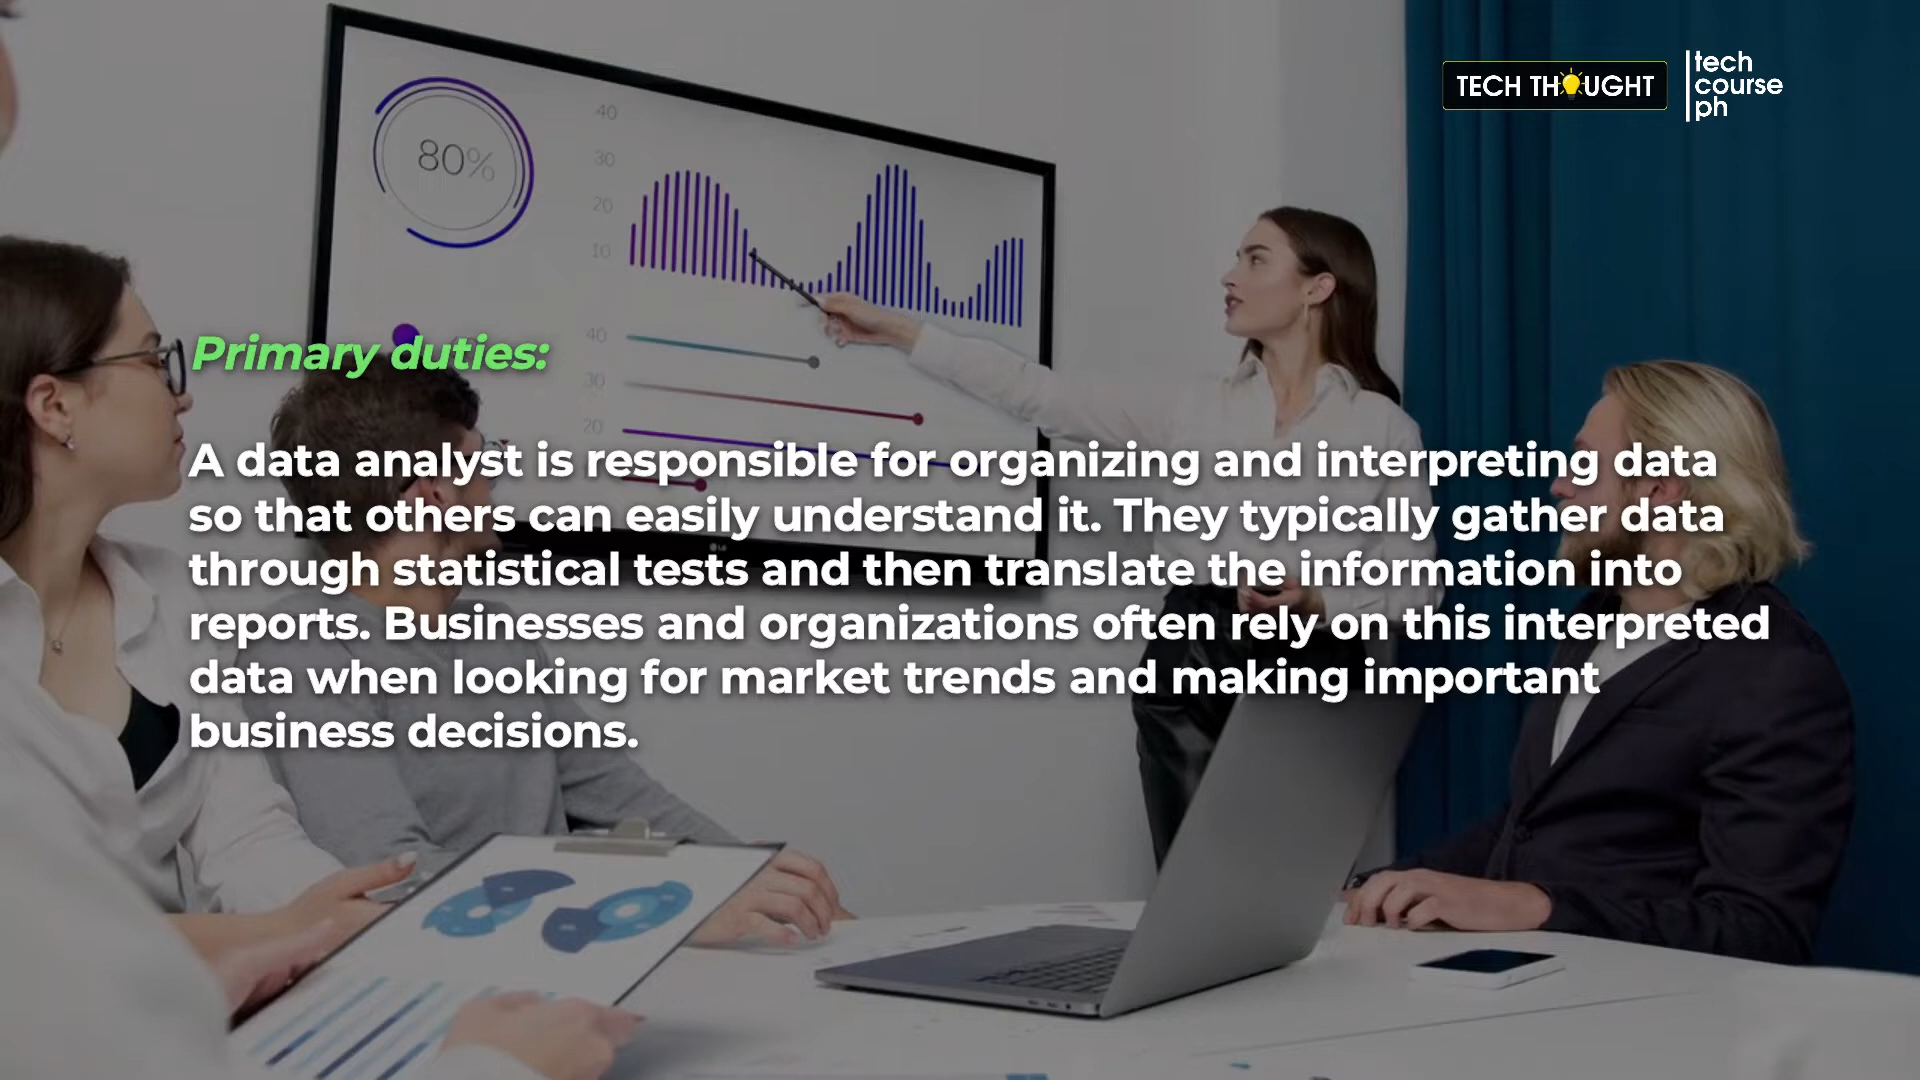 TECH THOUGHT
tech
course
ph
80%
40
30
20
10
40
30
20
Primary duties:
A data analyst is responsible for organizing and interpreting data
so that others can easily understand it. They typically gather data
through statistical tests and then translate the information into
reports. Businesses and organizations often rely on this interpreted
data when looking for market trends and making important
business decisions.